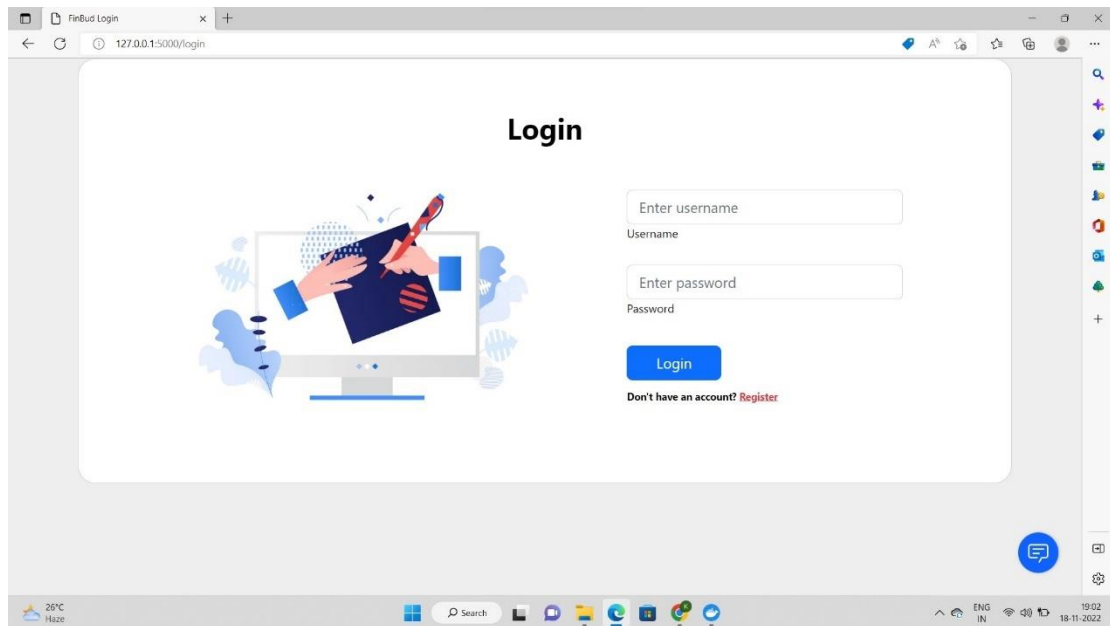 FinBud Login
127.0.0.1:5000/login
Login
Enter username
Username
Enter password
Password
Login
Don't have an account? Register
26°C
Haze
Search
ENG
IN
19:02
18-11-2022